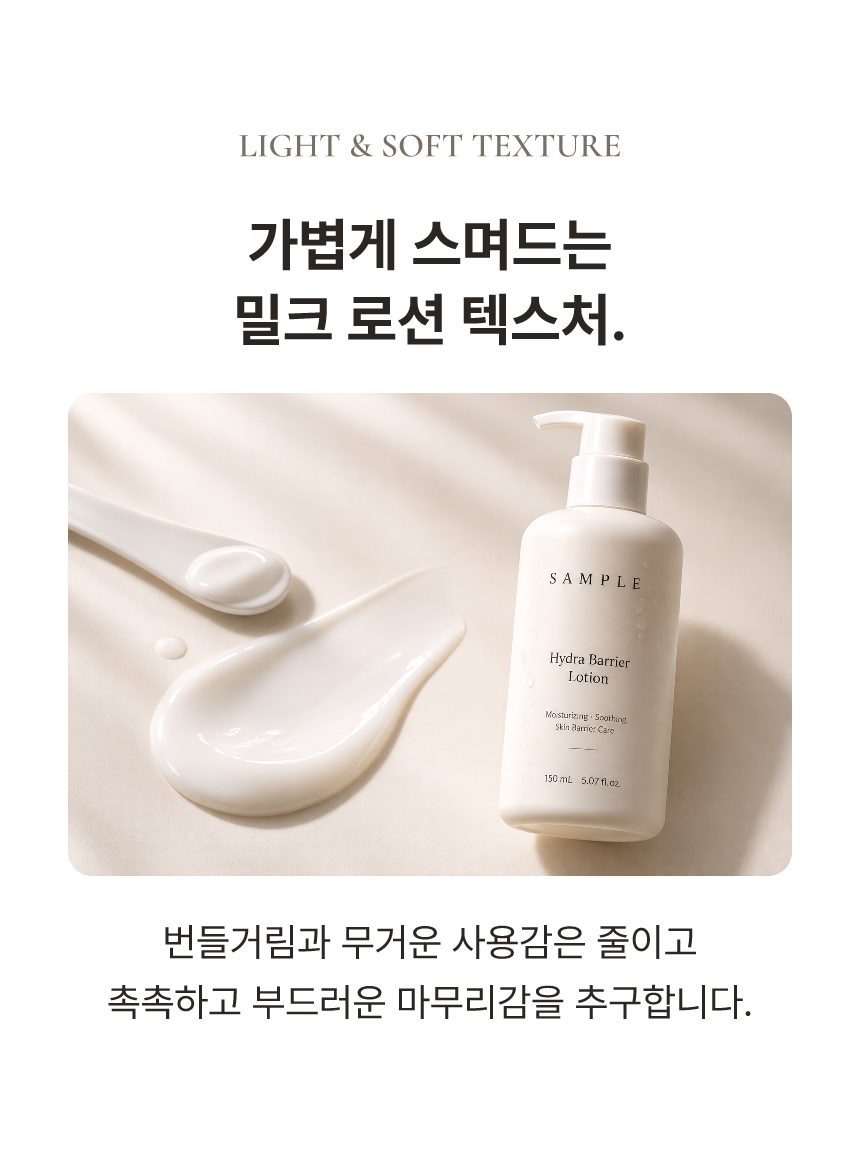 LIGHT & SOFT TEXTURE
가볍게 스며드는
밀크 로션 텍스처.
SAMPLE
Hydra Barrier
Lotion
Moisturizing · Soothing
Skin Barrier Care
150 mL 5.07 fl. oz.
번들거림과 무거운 사용감은 줄이고
촉촉하고 부드러운 마무리감을 추구합니다.